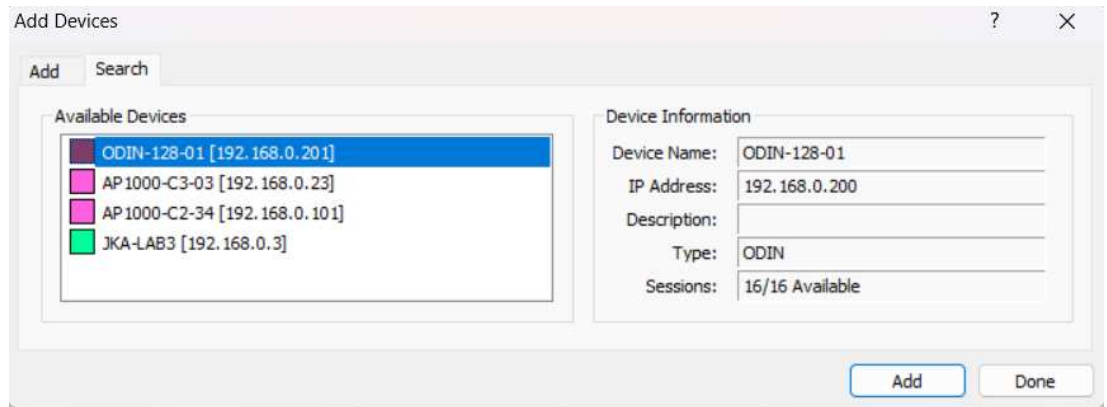 Add Devices
?
X
Add
Search
Available Devices
ODIN-128-01 [192.168.0.201]
AP1000-C3-03 [192.168.0.23]
AP1000-C2-34 [192.168.0.101]
JKA-LAB3 [192.168.0.3]
Device Information
Device Name: ODIN-128-01
IP Address: 192.168.0.200
Description:
Type: ODIN
Sessions: 16/16 Available
Add
Done